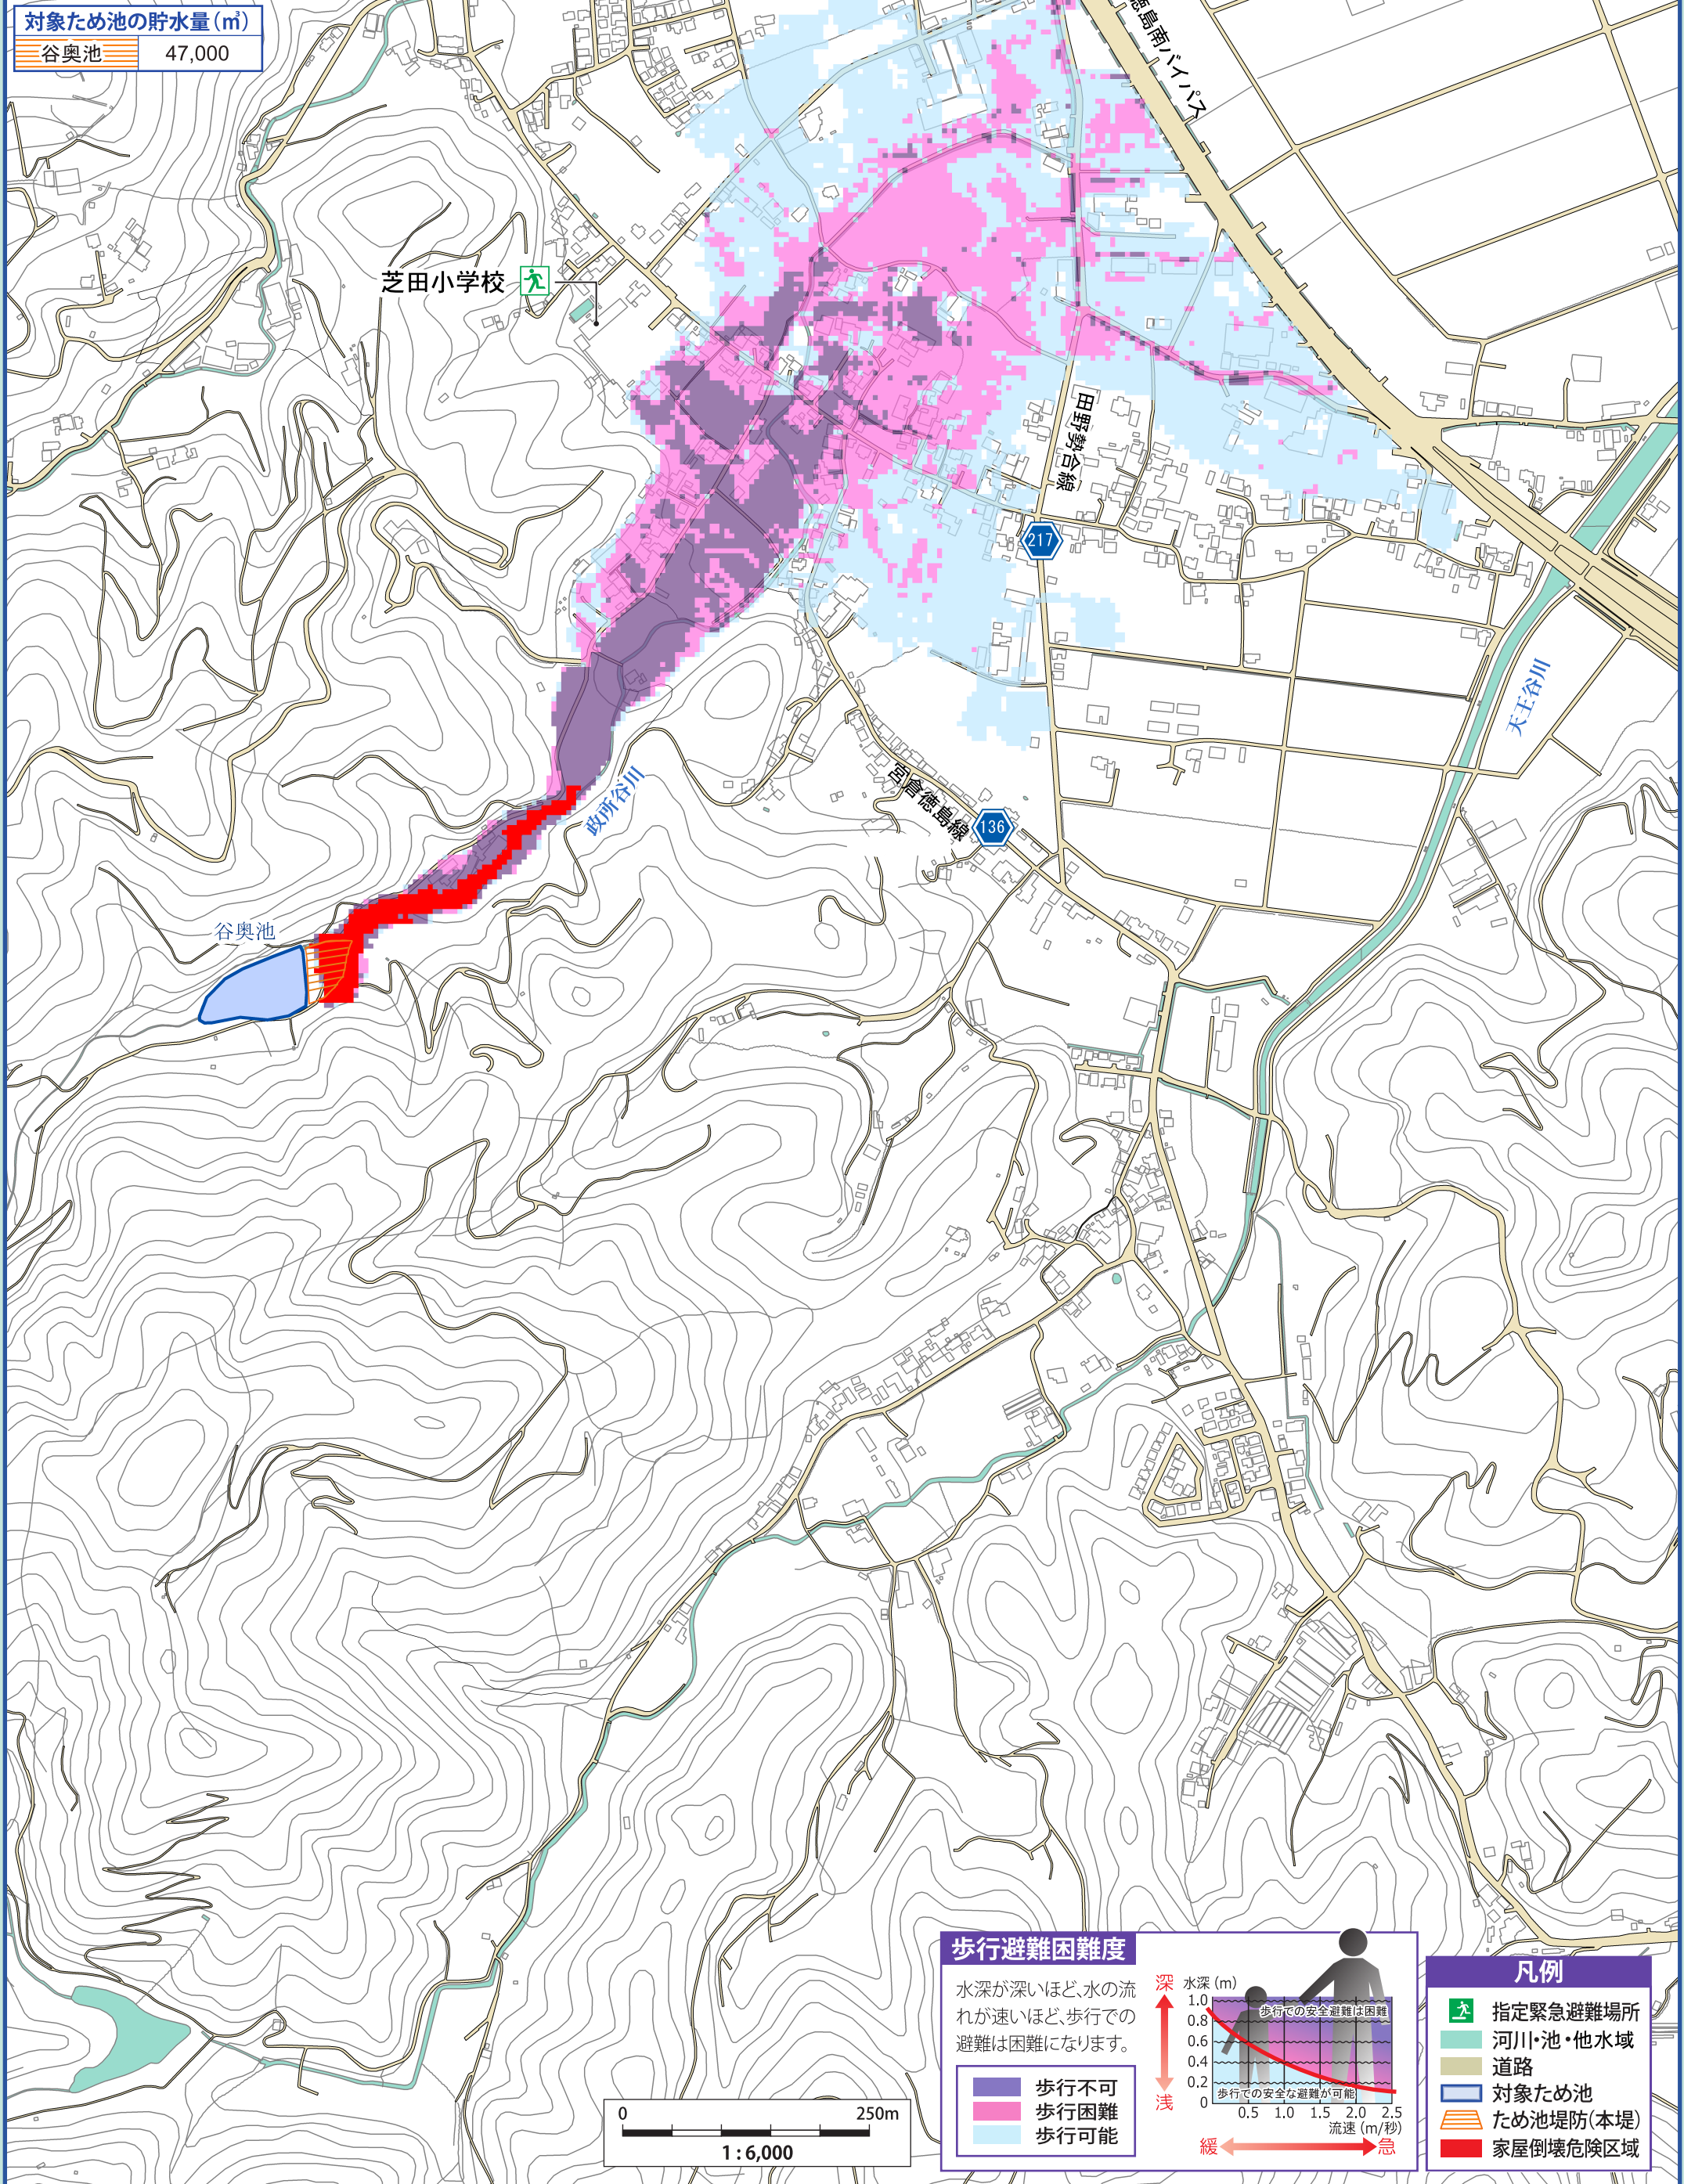 対象ため池の貯水量(㎥)
谷奥池 47,000
徳島南バイパス
芝田小学校
田野勢合線
217
天王谷川
政所谷川
宮倉徳島線
136
谷奥池
歩行避難困難度
水深が深いほど、水の流
れが速いほど、歩行での
避難は困難になります。
歩行不可
歩行困難
歩行可能
深
浅
水深(m)
1.0
0.8
0.6
0.4
0.2
0
歩行での安全避難は困難
歩行での安全な避難が可能
0.5 1.0 1.5 2.0 2.5
流速(m/秒)
緩 急
凡例
指定緊急避難場所
河川・池・他水域
道路
対象ため池
ため池堤防(本堤)
家屋倒壊危険区域
0 250m
1:6,000